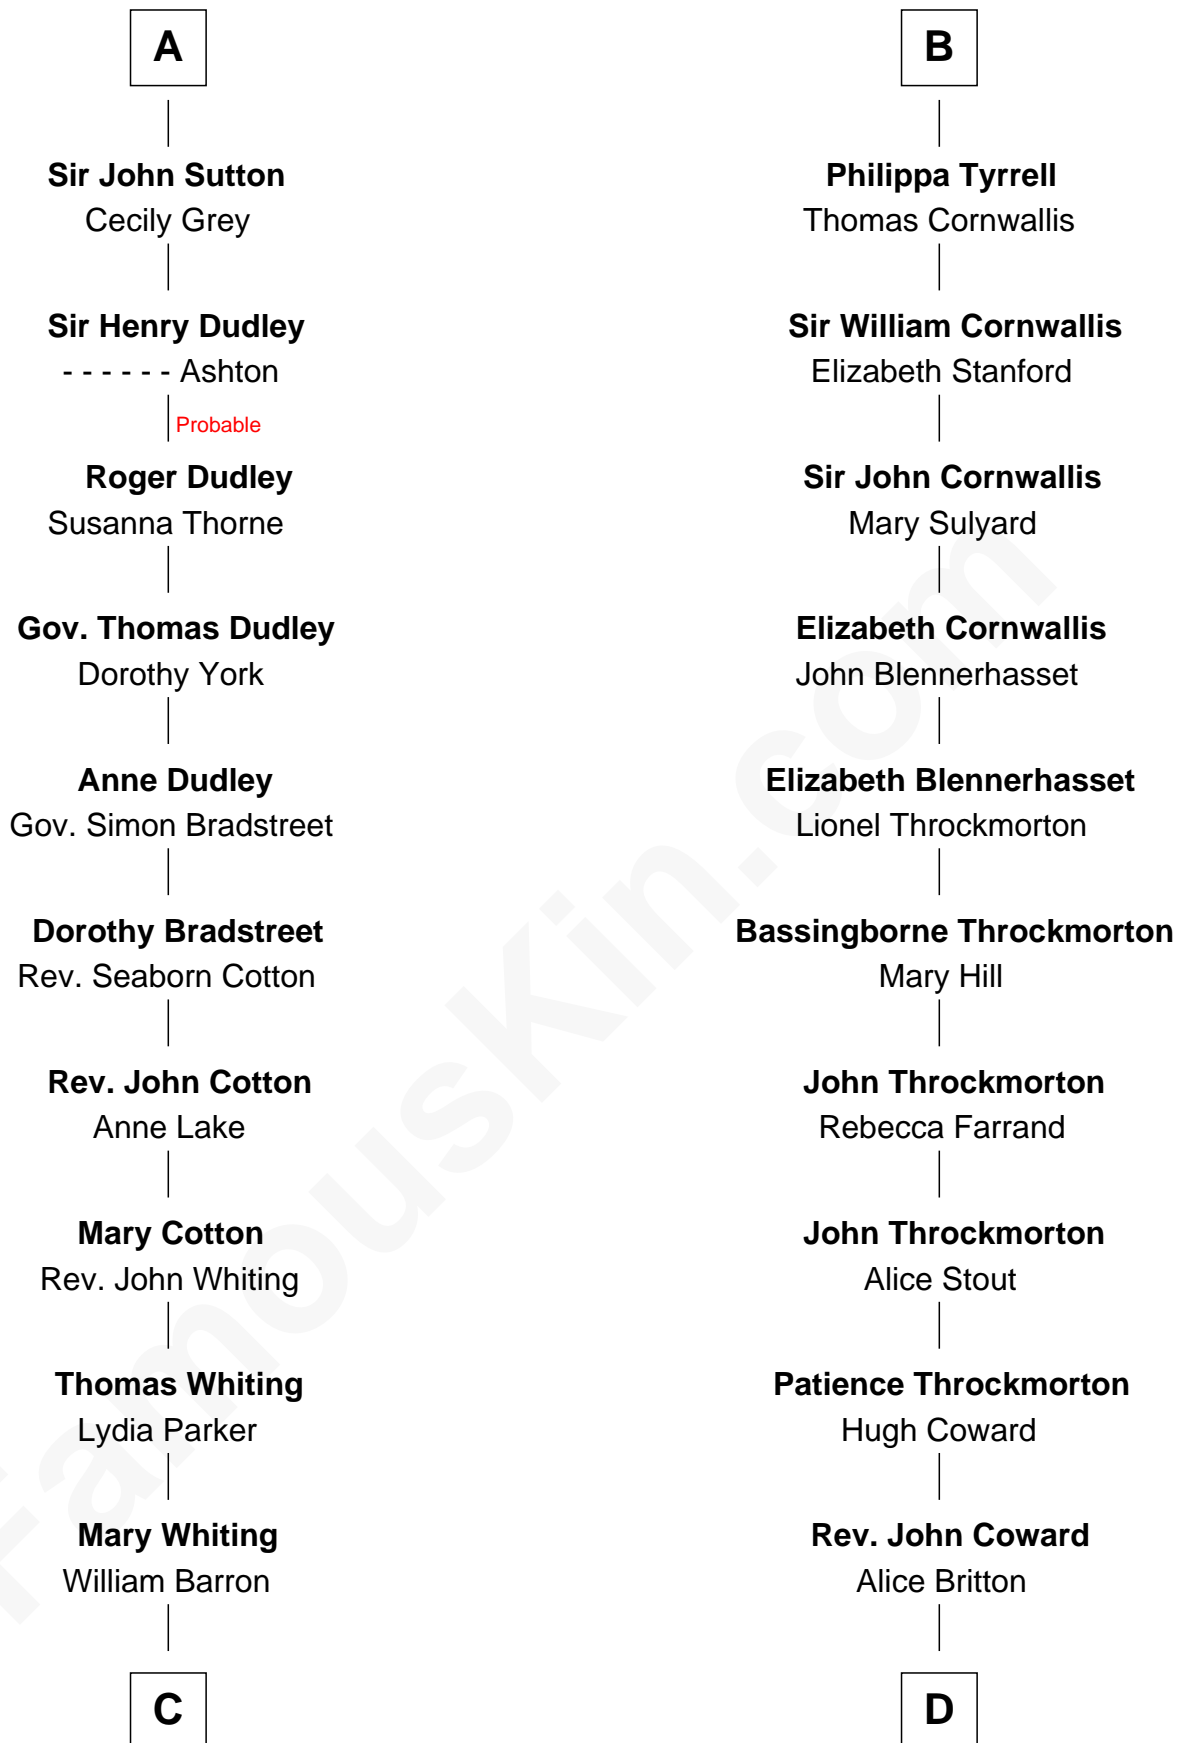 A
Sir John Sutton
Cecily Grey
Sir Henry Dudley
- - - - - - Ashton
Probable
Roger Dudley
Susanna Thorne
Gov. Thomas Dudley
Dorothy York
Anne Dudley
Gov. Simon Bradstreet
Dorothy Bradstreet
Rev. Seaborn Cotton
Rev. John Cotton
Anne Lake
Mary Cotton
Rev. John Whiting
Thomas Whiting
Lydia Parker
Mary Whiting
William Barron
C
B
Philippa Tyrrell
Thomas Cornwallis
Sir William Cornwallis
Elizabeth Stanford
Sir John Cornwallis
Mary Sulyard
Elizabeth Cornwallis
John Blennerhasset
Elizabeth Blennerhasset
Lionel Throckmorton
Bassingborne Throckmorton
Mary Hill
John Throckmorton
Rebecca Farrand
John Throckmorton
Alice Stout
Patience Throckmorton
Hugh Coward
Rev. John Coward
Alice Britton
D
FamousKin.com